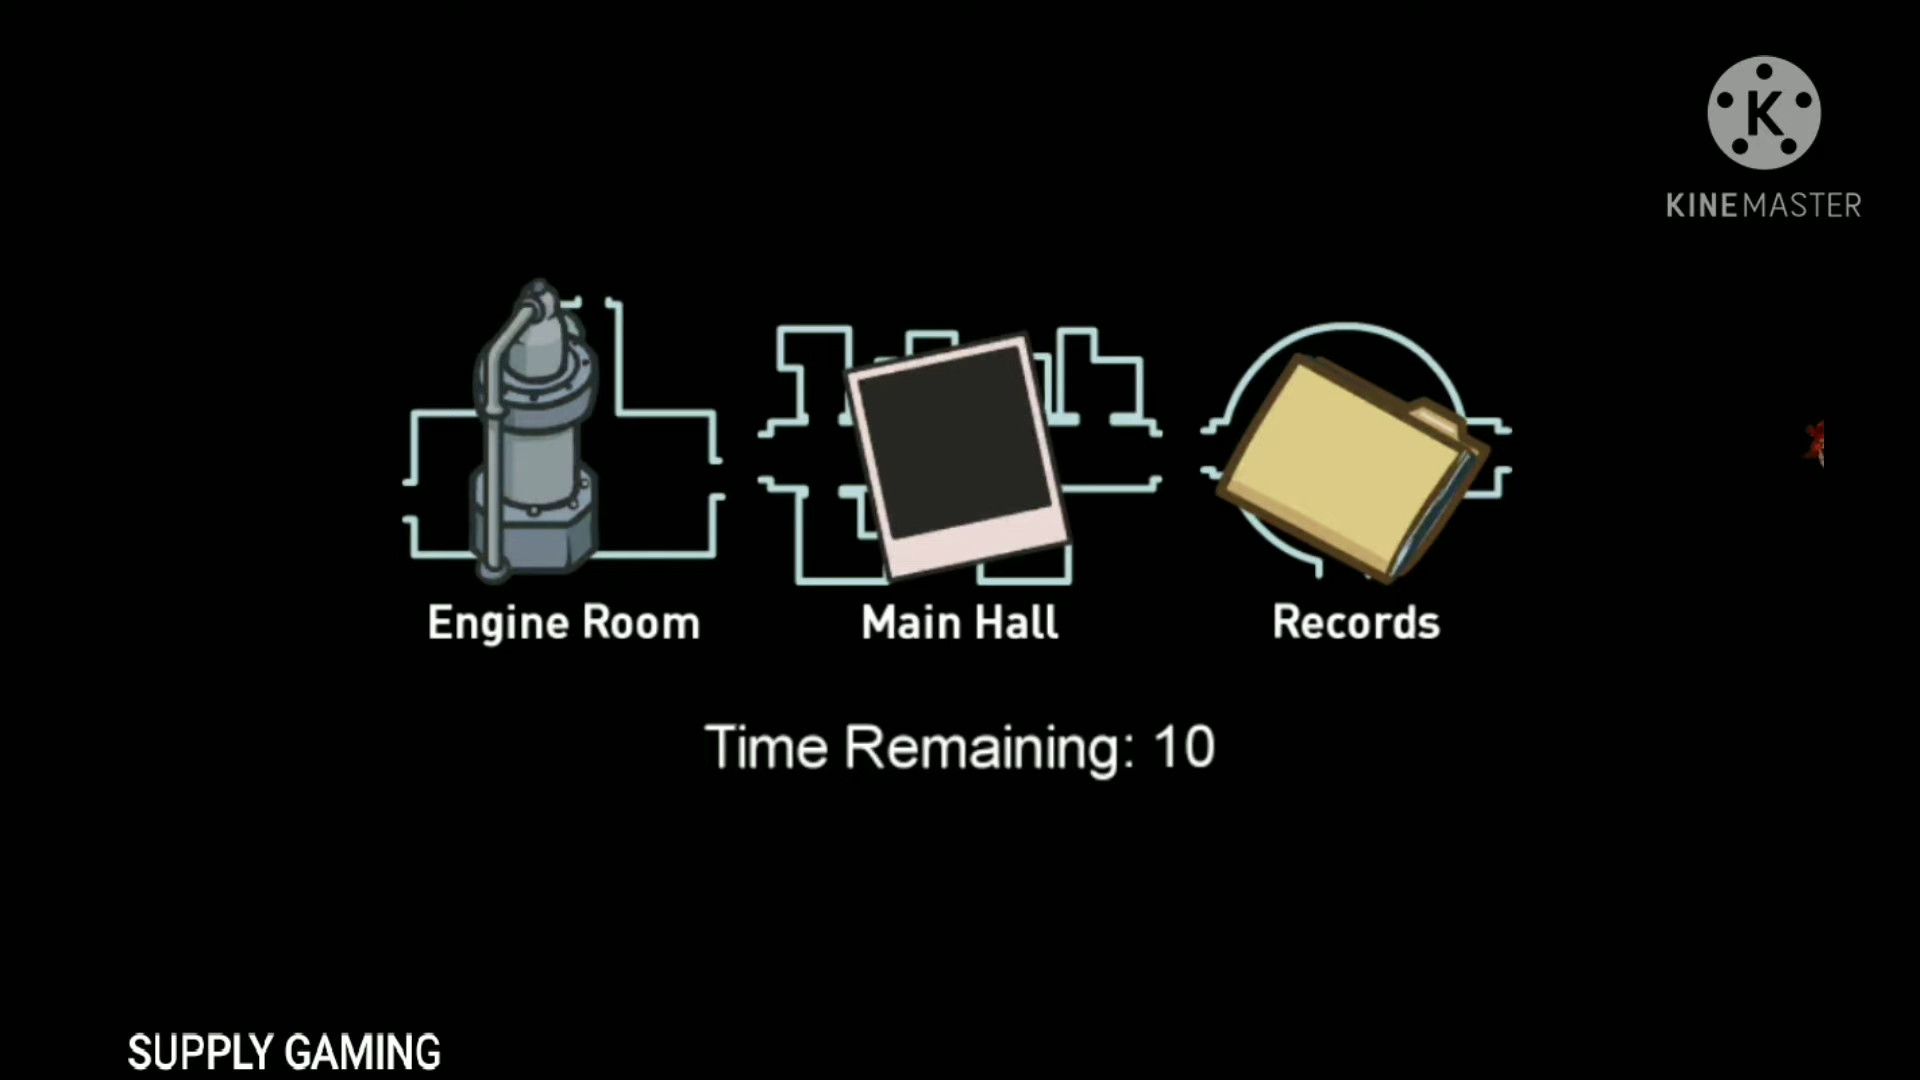 K
KINEMASTER
Engine Room
Main Hall
Records
Time Remaining: 10
SUPPLY GAMING